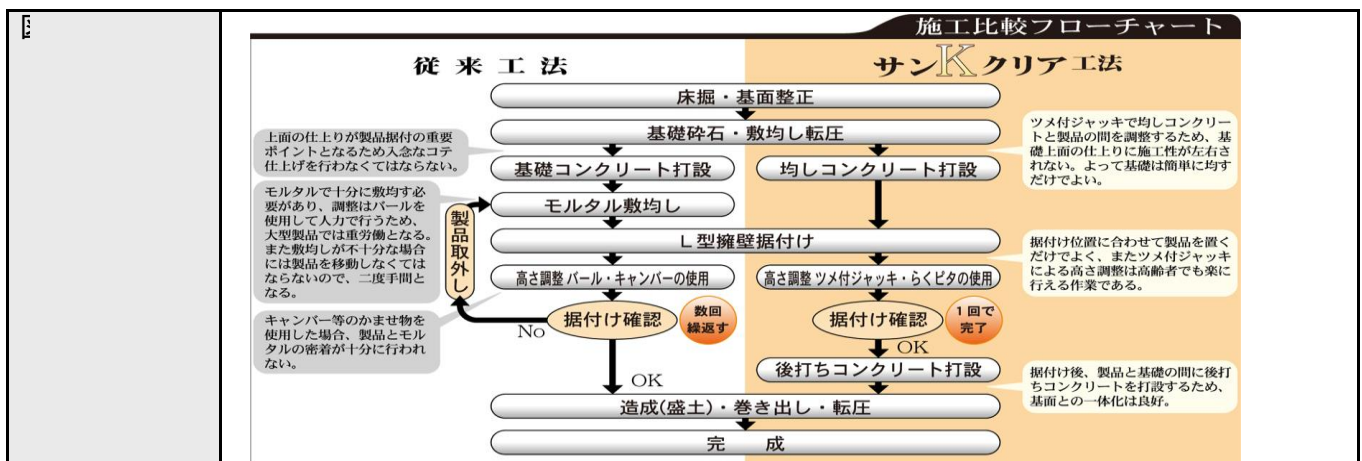 図
施工比較フローチャート
従来工法
サンKクリア工法
床掘・基面整正
基礎砕石・敷均し転圧
上面の仕上りが製品据付の重要
ポイントとなるため入念なコテ
仕上げを行わなくてはならない。
基礎コンクリート打設
均しコンクリート打設
ツメ付ジャッキで均しコンクリー
トと製品の間を調整するため、基
礎上面の仕上りに施工性が左右さ
れない。よって基礎は簡単に均す
だけでよい。
モルタルで十分に敷均す必
要があり、調整はバールを
使用して人力で行うため、
大型製品では重労働となる。
また敷均しが不十分な場合
には製品を移動しなくては
ならないので、二度手間と
なる。
製品取外し
モルタル敷均し
L型擁壁据付け
高さ調整 バール・キャンバーの使用
高さ調整 ツメ付ジャッキ・らくピタの使用
据付け位置に合わせて製品を置く
だけでよく、またツメ付ジャッキ
による高さ調整は高齢者でも楽に
行える作業である。
キャンバー等のかませ物を
使用した場合、製品とモル
タルの密着が十分に行われ
ない。
No
据付け確認
数回
繰返す
据付け確認
1回で
完了
OK
後打ちコンクリート打設
据付け後、製品と基礎の間に後打
ちコンクリートを打設するため、
基面との一体化は良好。
OK
造成(盛土)・巻き出し・転圧
完成